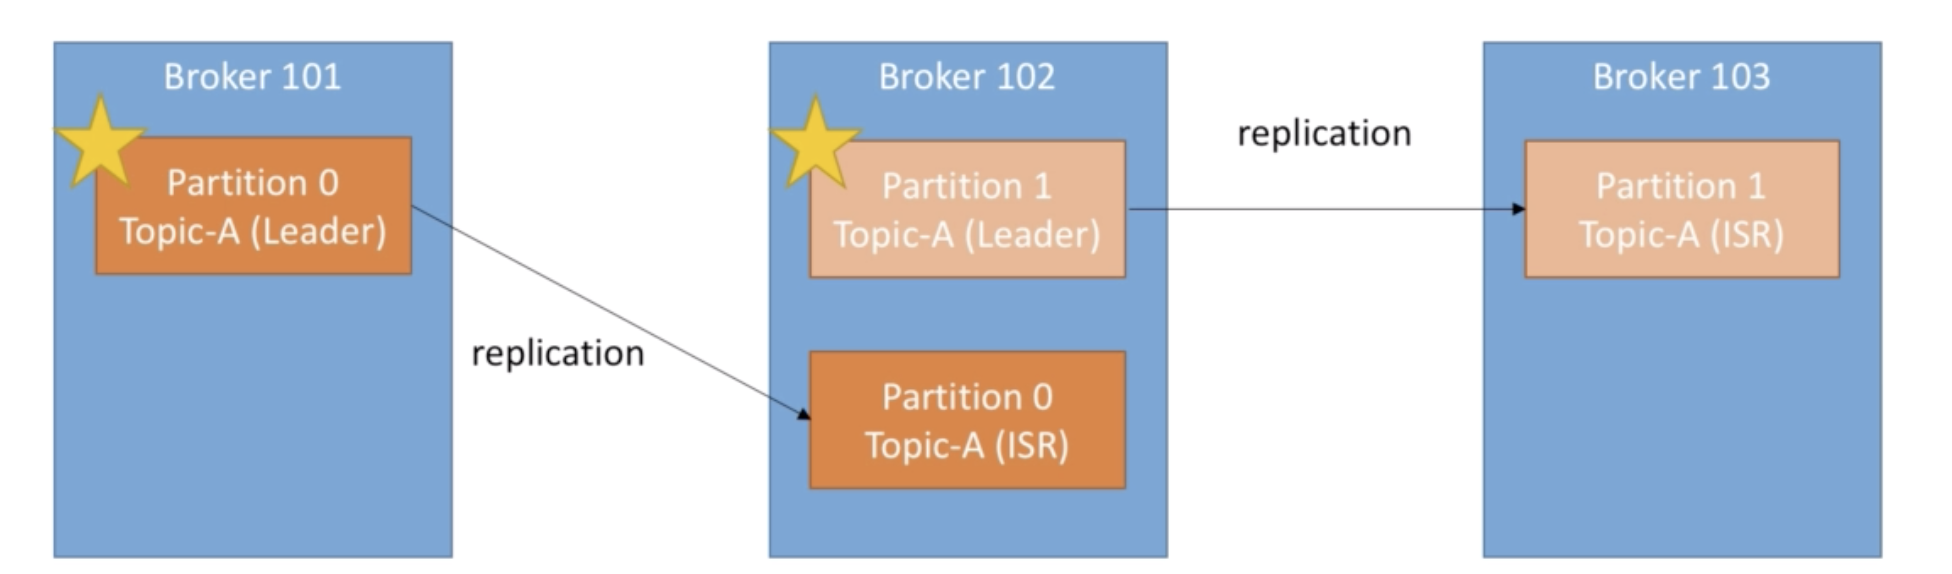 Broker 101
Partition 0
Topic-A (Leader)
replication
Broker 102
Partition 1
Topic-A (Leader)
Partition 0
Topic-A (ISR)
replication
Broker 103
Partition 1
Topic-A (ISR)